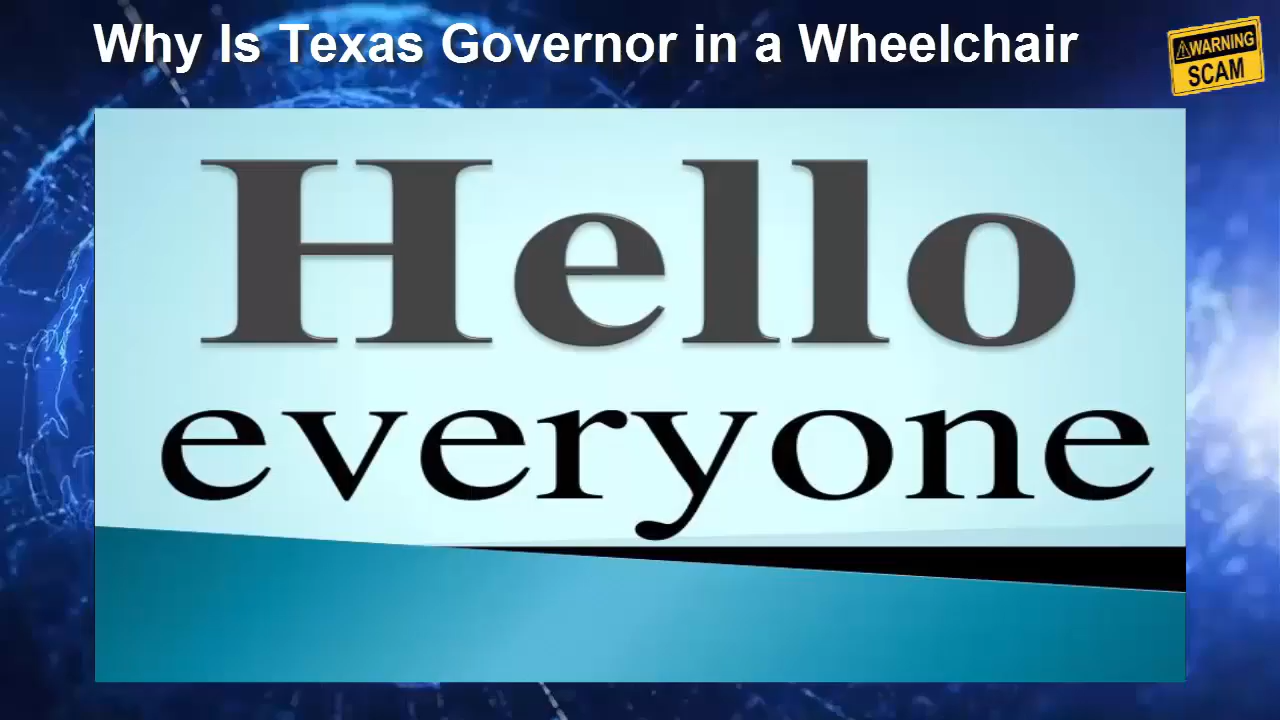 Why Is Texas Governor in a Wheelchair
WARNING
SCAM
Hello
everyone